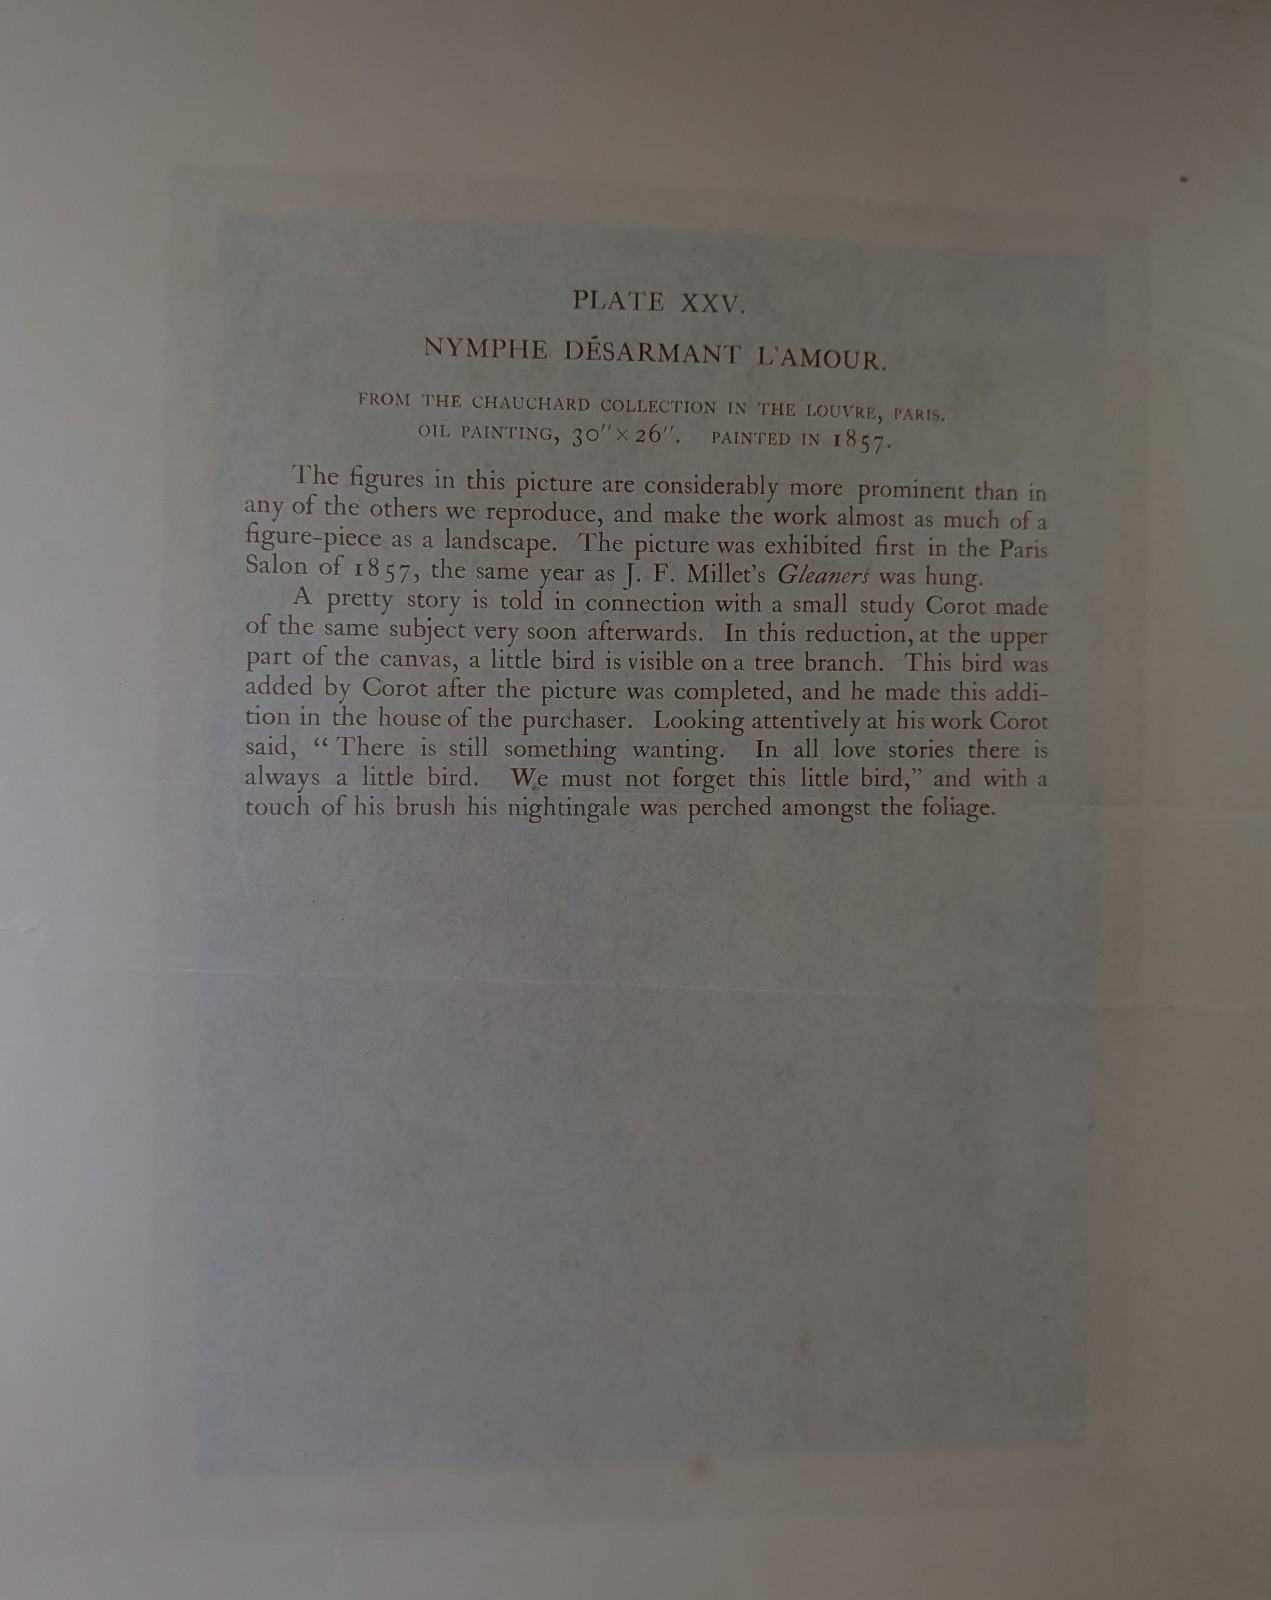 PLATE XXV.
NYMPHE DÉSARMANT L'AMOUR.
FROM THE CHAUCHARD COLLECTION IN THE LOUVRE, PARIS.
OIL PAINTING, 30″ × 26″. PAINTED IN 1857.
The figures in this picture are considerably more prominent than in
any of the others we reproduce, and make the work almost as much of a
figure-piece as a landscape. The picture was exhibited first in the Paris
Salon of 1857, the same year as J. F. Millet's Gleaners was hung.
A pretty story is told in connection with a small study Corot made
of the same subject very soon afterwards. In this reduction, at the upper
part of the canvas, a little bird is visible on a tree branch. This bird was
added by Corot after the picture was completed, and he made this addi-
tion in the house of the purchaser. Looking attentively at his work Corot
said, “There is still something wanting. In all love stories there is
always a little bird. We must not forget this little bird,” and with a
touch of his brush his nightingale was perched amongst the foliage.